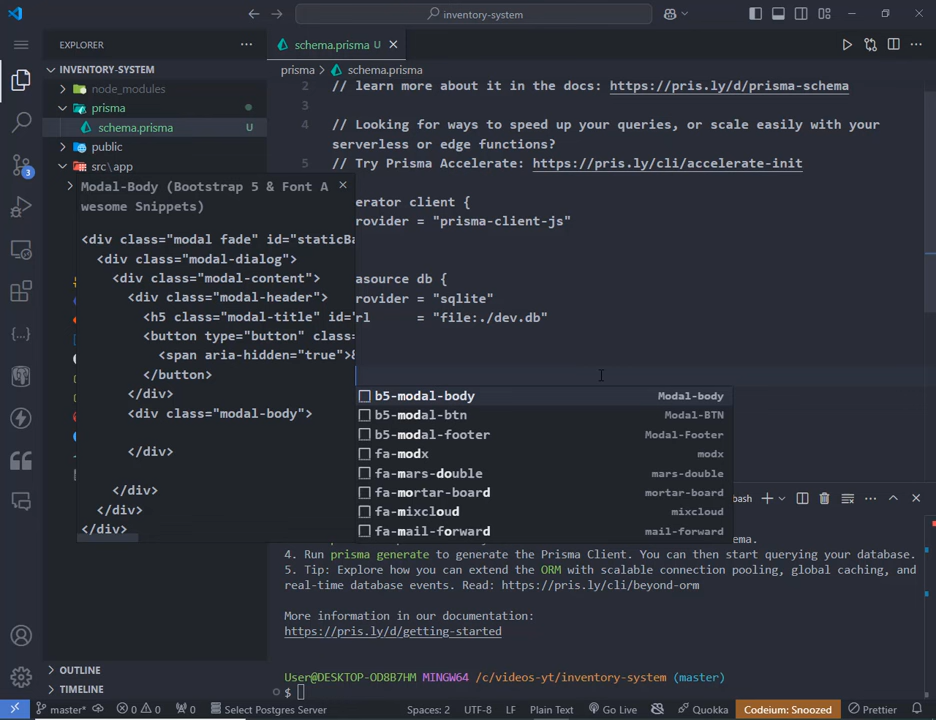 inventory-system
EXPLORER
schema.prisma U
INVENTORY-SYSTEM
prisma > schema.prisma
node_modules
prisma
schema.prisma U
public
src\app
3
2 // learn more about it in the docs: https://pris.ly/d/prisma-schema
3
4 // Looking for ways to speed up your queries, or scale easily with your
serverless or edge functions?
5 // Try Prisma Accelerate: https://pris.ly/cli/accelerate-init
erator client {
rovider = "prisma-client-js"
asource db {
rovider = "sqlite"
rl = "file:./dev.db"
Modal-Body (Bootstrap 5 & Font A
wesome Snippets)
<div class="modal fade" id="staticBa
<div class="modal-dialog">
<div class="modal-content">
<div class="modal-header">
<h5 class="modal-title" id='
<button type="button" class=
<span aria-hidden="true">&
</button>
</div>
<div class="modal-body">
</div>
</div>
</div>
</div>
b5-modal-body Modal-body
b5-modal-btn Modal-BTN
b5-modal-footer Modal-Footer
fa-modx modx
fa-mars-double mars-double
fa-mortar-board mortar-board
fa-mixcloud mixcloud
fa-mail-forward mail-forward
bash
ema.
4. Run prisma generate to generate the Prisma Client. You can then start querying your database.
5. Tip: Explore how you can extend the ORM with scalable connection pooling, global caching, and
real-time database events. Read: https://pris.ly/cli/beyond-orm
More information in our documentation:
https://pris.ly/d/getting-started
User@DESKTOP-OD8B7HM MINGW64 /c/videos-yt/inventory-system (master)
$
OUTLINE
TIMELINE
master* 0 0 0 Select Postgres Server Spaces: 2 UTF-8 LF Plain Text Go Live Quokka Codeium: Snoozed Prettier